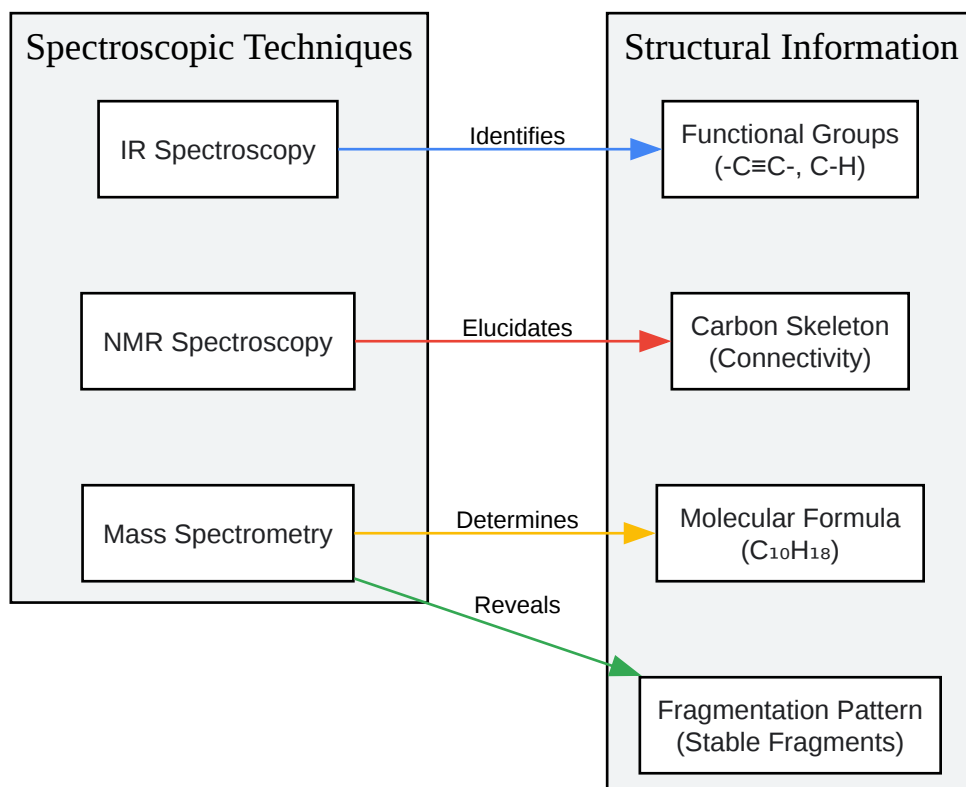 Spectroscopic Techniques
Structural Information
IR Spectroscopy
Identifies
Functional Groups
(-C≡C-, C-H)
NMR Spectroscopy
Elucidates
Carbon Skeleton
(Connectivity)
Mass Spectrometry
Determines
Molecular Formula
(C₁₀H₁₈)
Reveals
Fragmentation Pattern
(Stable Fragments)